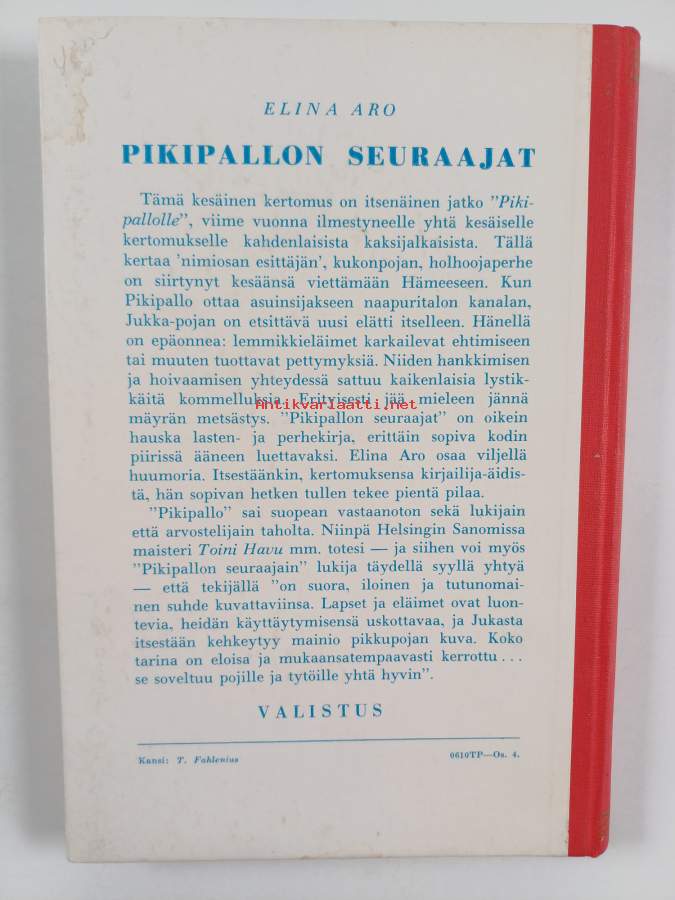 ELINA ARO
PIKIPALLON SEURAAJAT
Tämä kesäinen kertomus on itsenäinen jatko "Piki-
pallolle", viime vuonna ilmestyneelle yhtä kesäiselle
kertomukselle kahdenlaisista kaksijalkaisista. Tällä
kertaa 'nimiosan esittäjän', kukonpojan, holhoojaperhe
on siirtynyt kesäänsä viettämään Hämeeseen. Kun
Pikipallo ottaa asuinsijakseen naapuritalon kanalan,
Jukka-pojan on etsittävä uusi elätti itselleen. Hänellä
on epäonnea: lemmikkieläimet karkailevat ehtimiseen
tai muuten tuottavat pettymyksiä. Niiden hankkimisen
ja hoivaamisen yhteydessä sattuu kaikenlaisia lystik-
käitä kommelluksia. Erityisesti jää mieleen jännä
Antikvariaatti.net
mäyrän metsästys. "Pikipallon seuraajat" on oikein
hauska lasten- ja perhekirja, erittäin sopiva kodin
piirissä ääneen luettavaksi. Elina Aro osaa viljellä
huumoria. Itsestäänkin, kertomuksensa kirjailija-äidis-
tä, hän sopivan hetken tullen tekee pientä pilaa.
"Pikipallo" sai suopean vastaanoton sekä lukijain
että arvostelijain taholta. Niinpä Helsingin Sanomissa
maisteri Toini Havu mm. totesi — ja siihen voi myös
"Pikipallon seuraajain" lukija täydellä syyllä yhtyä
— että tekijällä "on suora, iloinen ja tutunomai-
nen suhde kuvattaviinsa. Lapset ja eläimet ovat luon-
tevia, heidän käyttäytymisensä uskottavaa, ja Jukasta
itsestään kehkeytyy mainio pikkupojan kuva. Koko
tarina on eloisa ja mukaansatempaavasti kerrottu ...
se soveltuu pojille ja tytöille yhtä hyvin".
VALISTUS
Kansi: T. Fahlenius
0610TP—Os. 4.